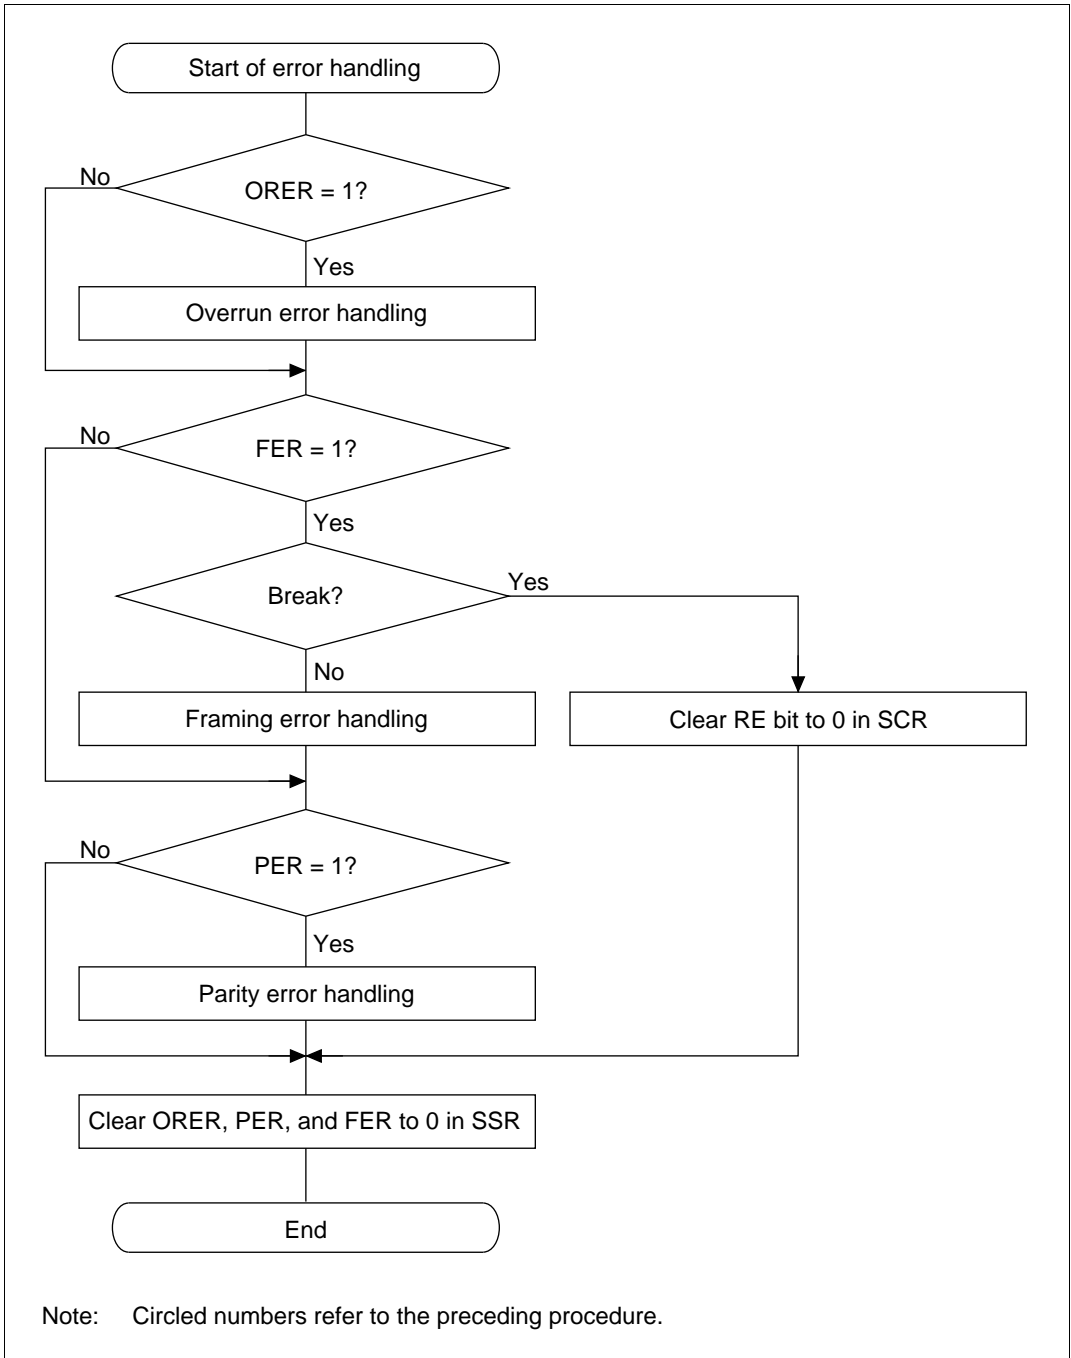 Start of error handling
No
ORER = 1?
Yes
Overrun error handling
No
FER = 1?
Yes
Break?
Yes
No
Framing error handling
Clear RE bit to 0 in SCR
No
PER = 1?
Yes
Parity error handling
Clear ORER, PER, and FER to 0 in SSR
End
Note: Circled numbers refer to the preceding procedure.